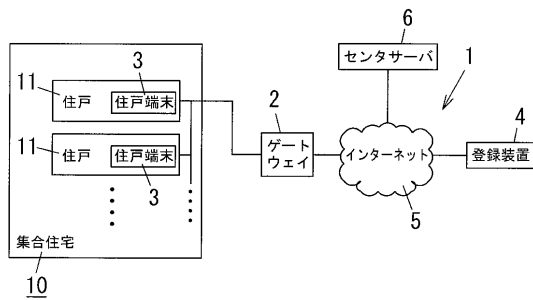 6
センタサーバ
1
3
11
住戸
住戸端末
2
4
11
住戸
住戸端末
ゲート
ウェイ
インターネット
登録装置
3
5
集合住宅
10